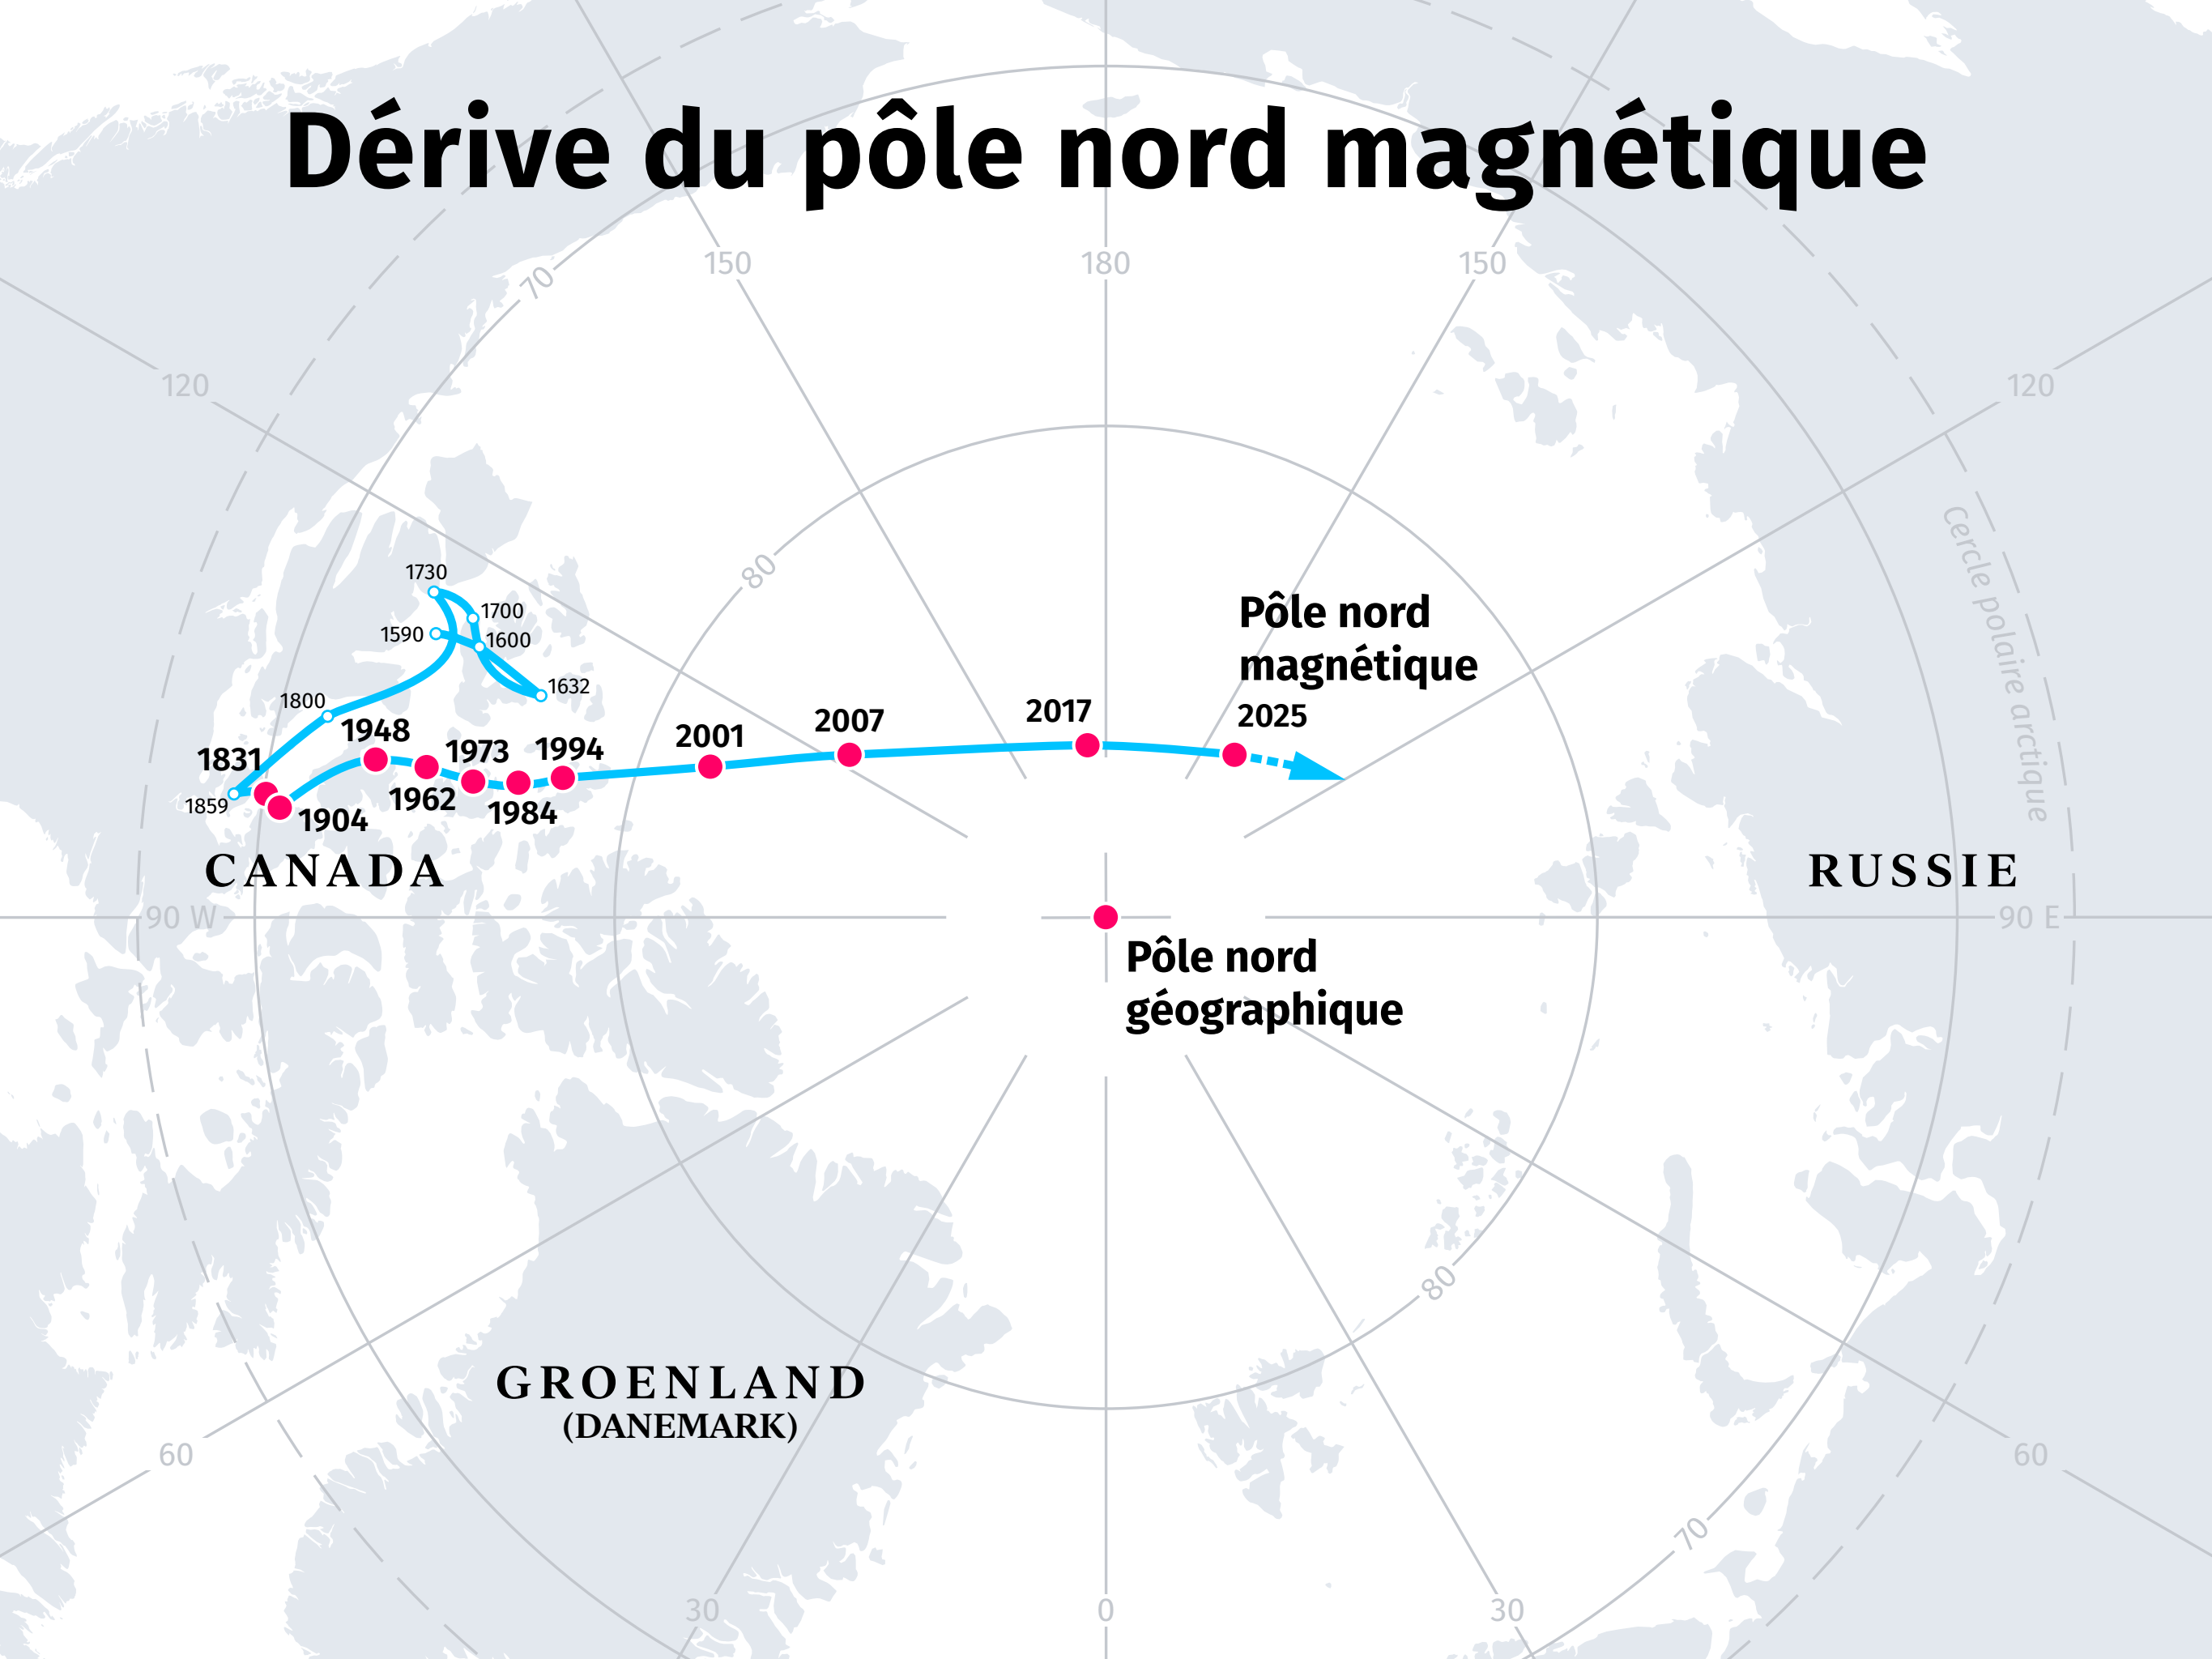 Dérive du pôle nord magnétique
150
180
150
70
120
120
80
Cercle polaire arctique
1730
1700
1590
1600
1632
1800
Pôle nord
magnétique
2025
2017
2007
2001
1994
1973
1948
1831
1962
1984
1859
1904
CANADA
RUSSIE
90 W
90 E
Pôle nord
géographique
80
GROENLAND
(DANEMARK)
60
60
70
30
0
30